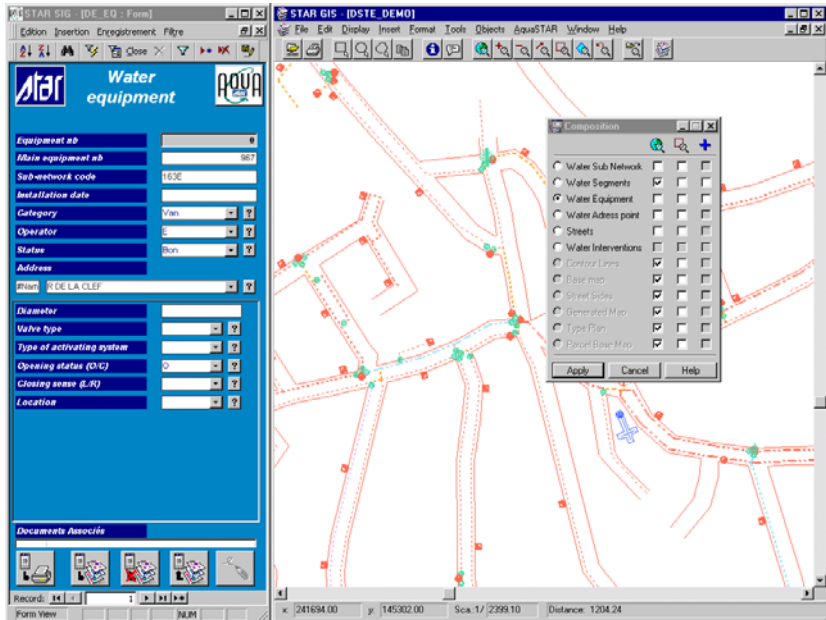 STAR SIG - [DE_EQ : Form]
Edition Insertion Enregistrement Filtre
Close
Star
Water equipment
AQUA
Equipment nb 0
Main equipment nb 967
Sub-network code 163E
Installation date
Category Van ?
Operator E ?
Status Bon ?
Address
#Nam R DE LA CLEF ?
Diameter
Valve type ?
Type of activating system ?
Opening status (O/C) O ?
Closing sense (L/R) ?
Location ?
Documents Associés
Record: 1
Form View NUM
STAR GIS - [DSTE_DEMO]
File Edit Display Insert Format Tools Objects AquaSTAR Window Help
Composition
Water Sub Network
Water Segments
Water Equipment
Water Adress point
Streets
Water Interventions
Contour Lines
Base map
Street Sides
Generated Map
Type Plan
Parcel Base Map
Apply Cancel Help
x: 241694.00 y: 145302.00 Sca.:1/ 2399.10 Distance: 1204.24